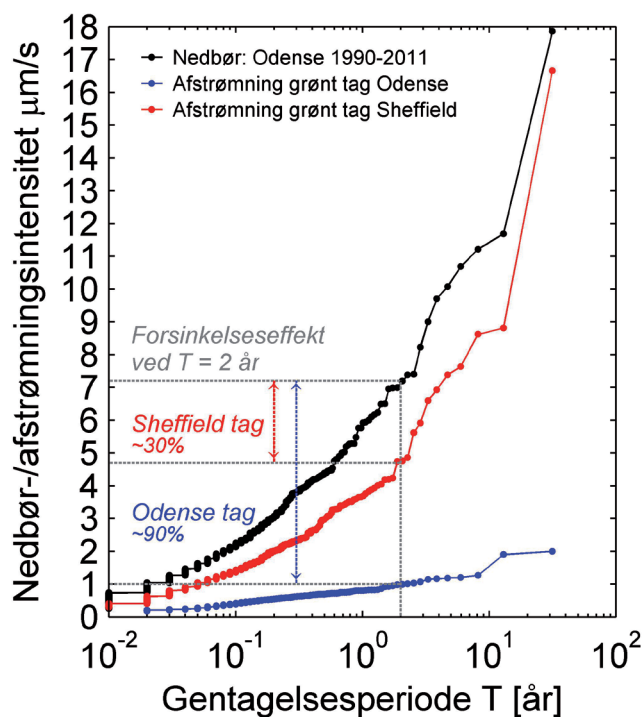 Nedbør-/afstrømningsintensitet μm/s
18
17
16
15
14
13
12
11
10
9
8
7
6
5
4
3
2
1
0
Nedbør: Odense 1990-2011
Afstrømning grønt tag Odense
Afstrømning grønt tag Sheffield
Forsinkelseseffekt
ved T = 2 år
Sheffield tag
~30%
Odense tag
~90%
10⁻² 10⁻¹ 10⁰ 10¹ 10²
Gentagelsesperiode T [år]